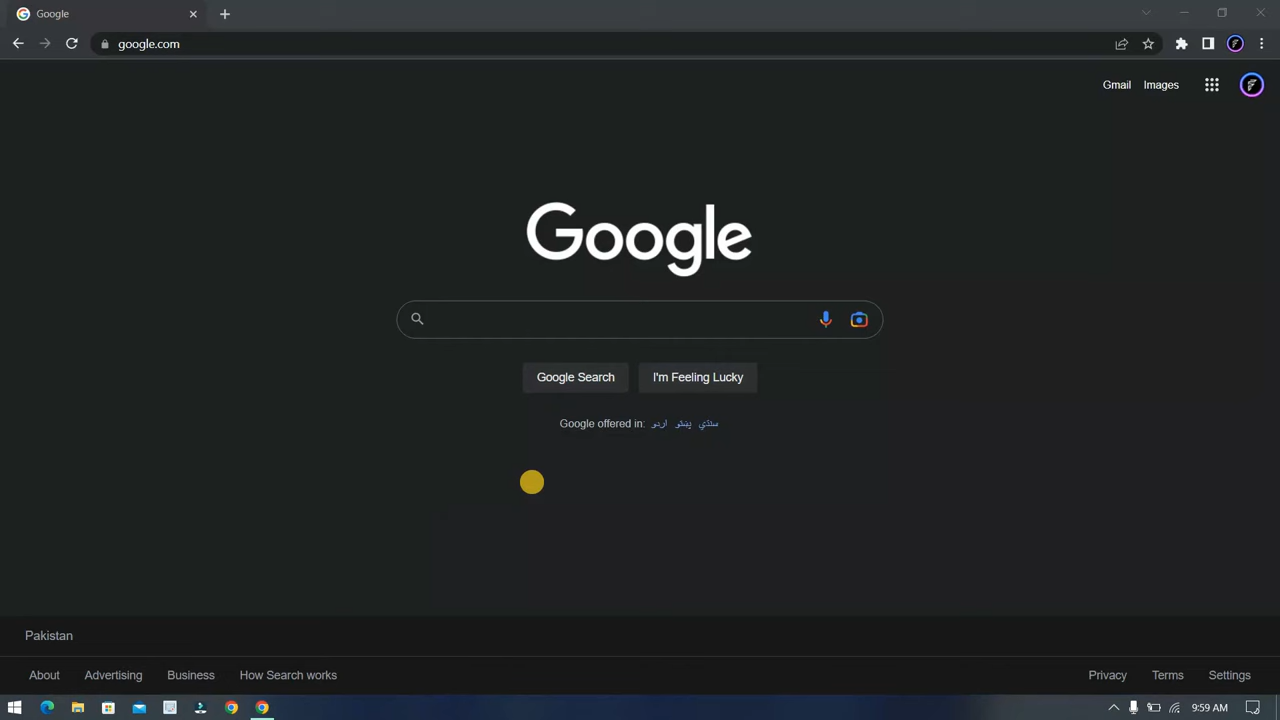 Google
google.com
Gmail Images
Google
Google Search I'm Feeling Lucky
Google offered in: اردو پښتو سنڌي
Pakistan
About Advertising Business How Search works Privacy Terms Settings
9:59 AM